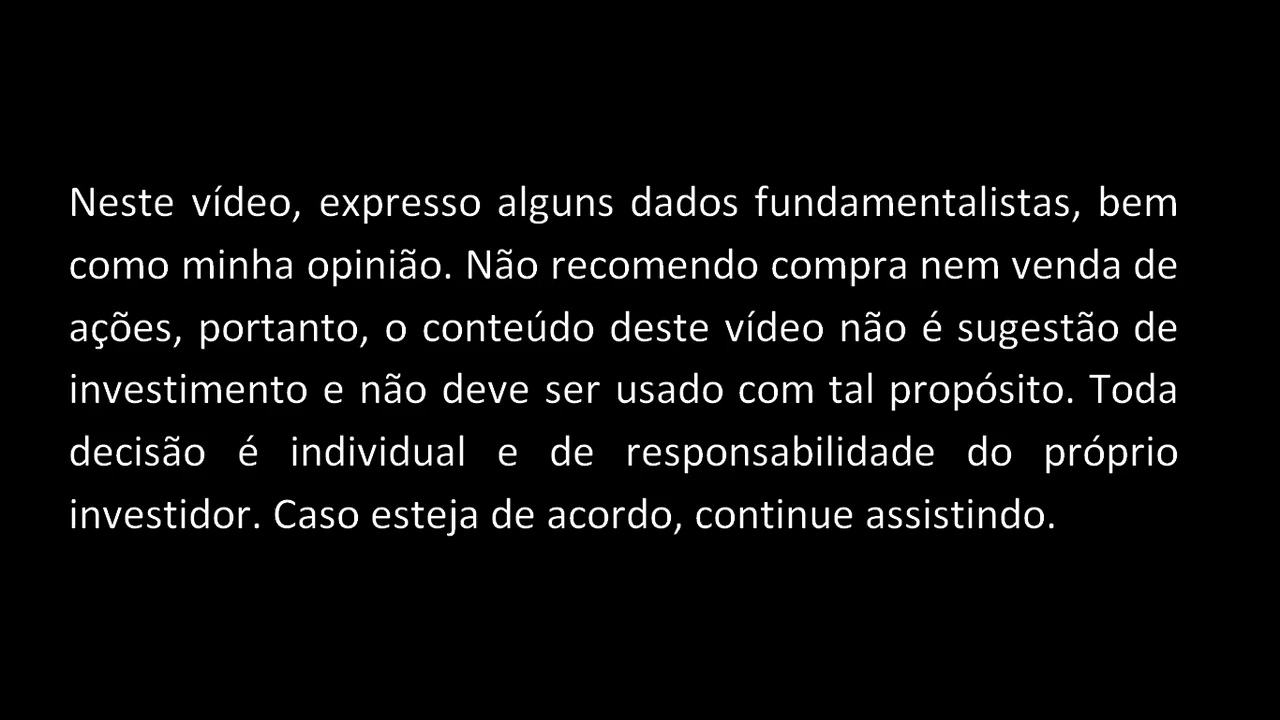 Neste vídeo, expresso alguns dados fundamentalistas, bem
como minha opinião. Não recomendo compra nem venda de
ações, portanto, o conteúdo deste vídeo não é sugestão de
investimento e não deve ser usado com tal propósito. Toda
decisão é individual e de responsabilidade do próprio
investidor. Caso esteja de acordo, continue assistindo.